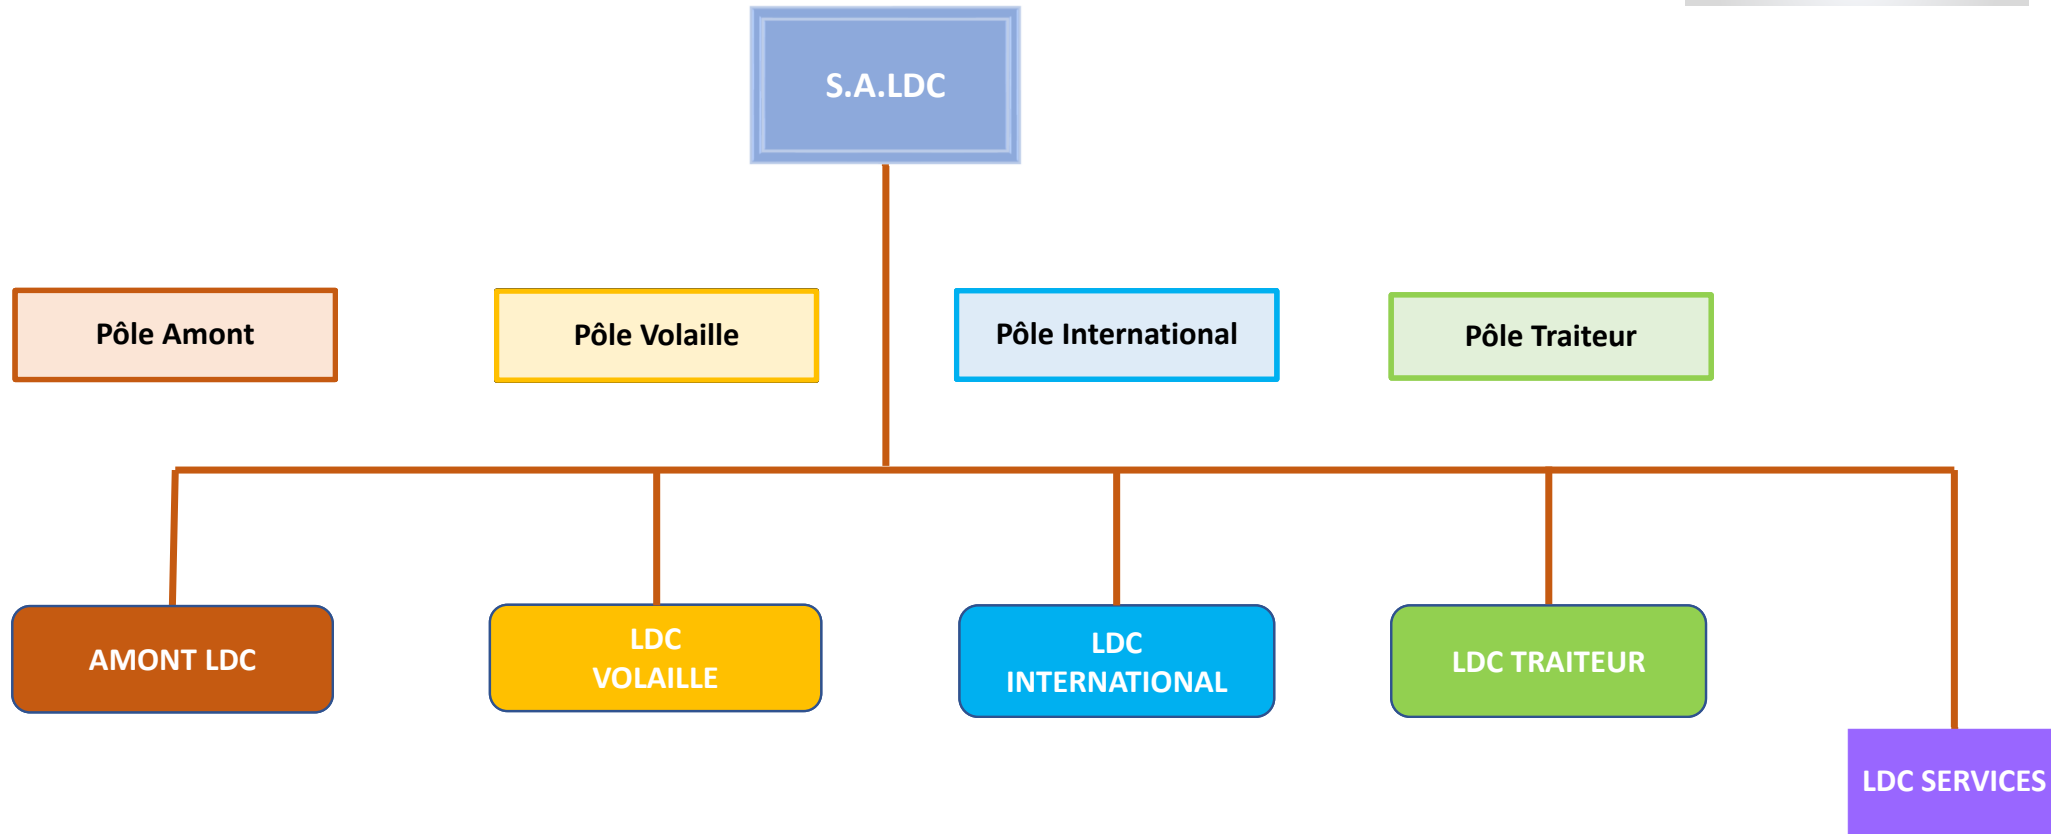 S.A.LDC
Pôle Amont
Pôle Volaille
Pôle International
Pôle Traiteur
AMONT LDC
LDC
VOLAILLE
LDC
INTERNATIONAL
LDC TRAITEUR
LDC SERVICES